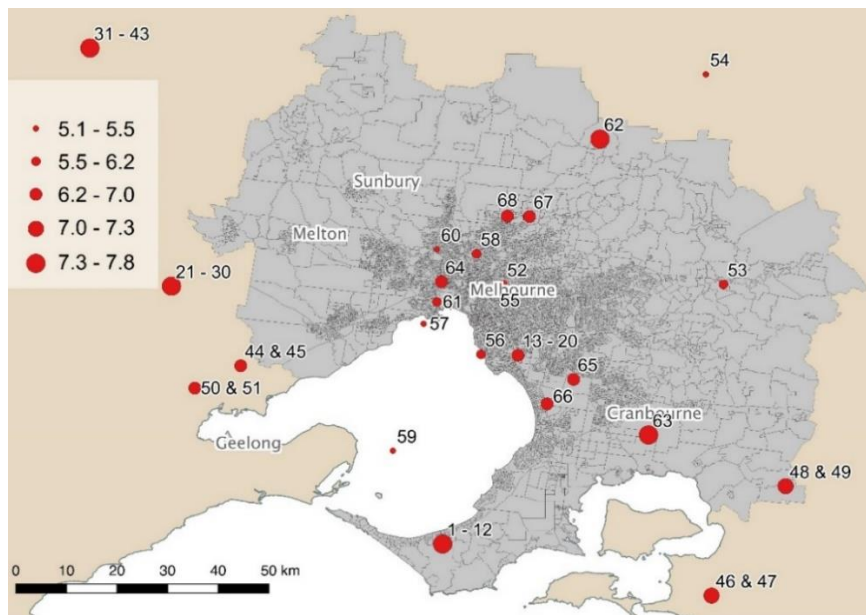 31 - 43
54
5.1 - 5.5
5.5 - 6.2
6.2 - 7.0
7.0 - 7.3
7.3 - 7.8
62
Sunbury
68
67
Melton
60
58
21 - 30
64
52
53
Melbourne
61
55
57
44 & 45
56
13 - 20
50 & 51
65
66
Cranbourne
Geelong
59
63
48 & 49
1 - 12
0 10 20 30 40 50 km
46 & 47